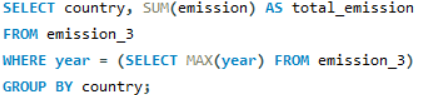 SELECT country, SUM(emission) AS total_emission
FROM emission_3
WHERE year = (SELECT MAX(year) FROM emission_3)
GROUP BY country;